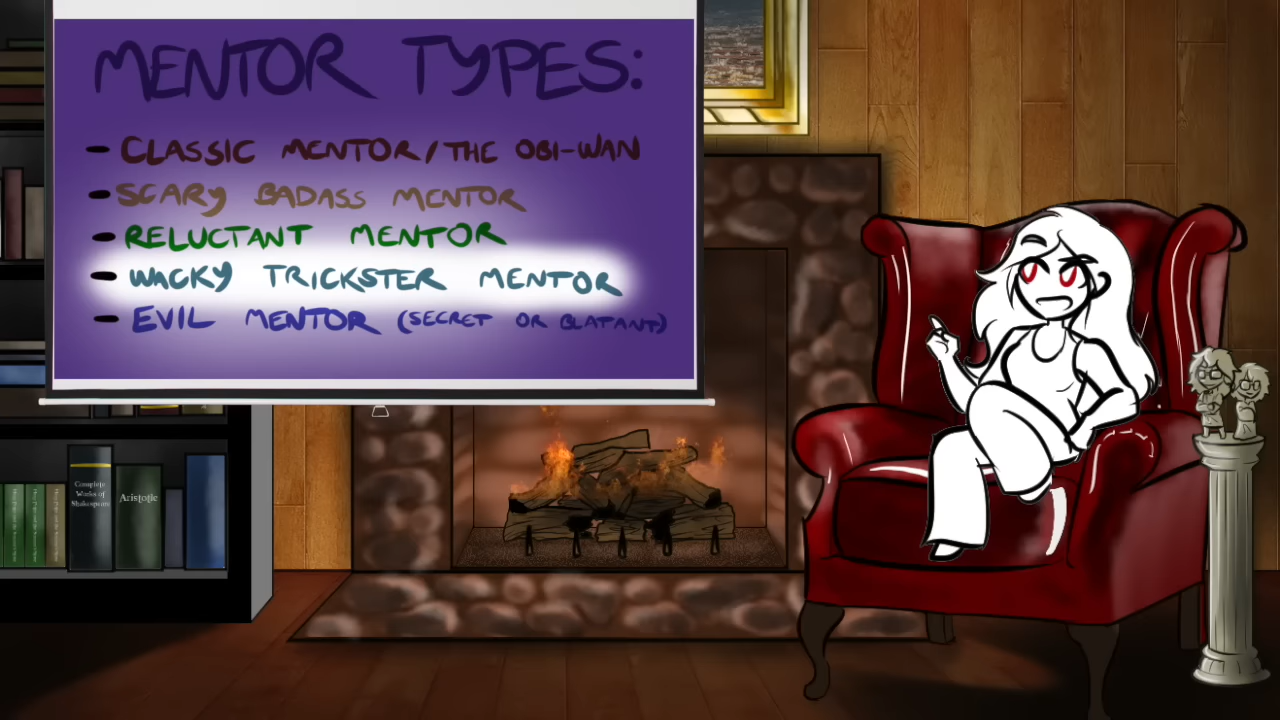 MENTOR TYPES:
- CLASSIC MENTOR/THE OBI-WAN
- SCARY BADASS MENTOR
- RELUCTANT MENTOR
- WACKY TRICKSTER MENTOR
- EVIL MENTOR (SECRET OR BLATANT)
Complete
Works of
Shakespeare
Aristotle